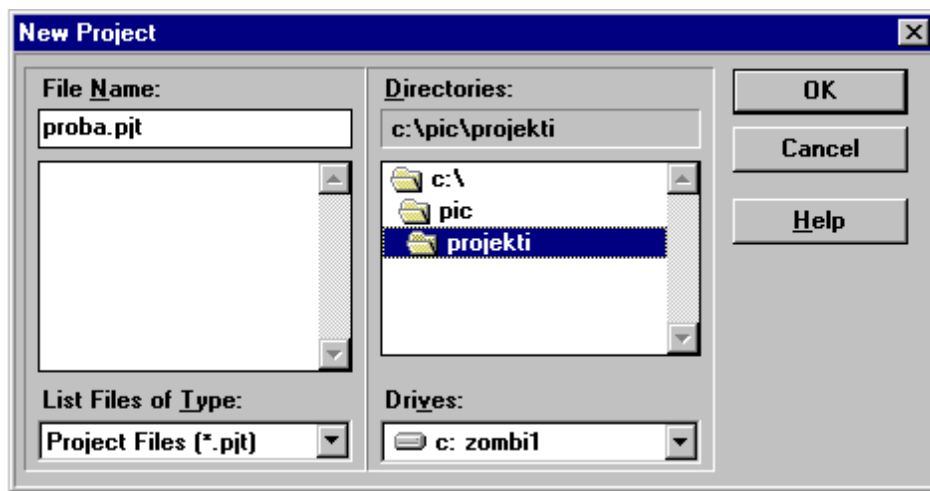 New Project
File Name:
proba.pjt
List Files of Type:
Project Files (*.pjt)
Directories:
c:\pic\projekti
c:\
pic
projekti
Drives:
c: zombi1
OK
Cancel
Help